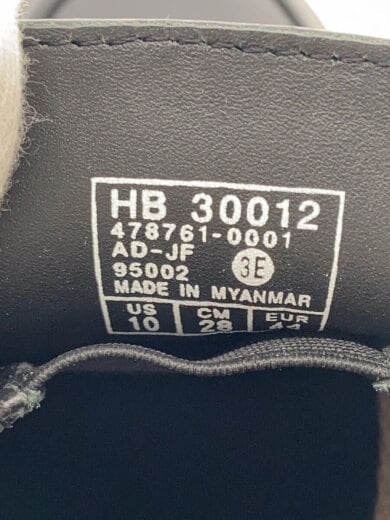 HB 30012
478761-0001
AD-JF
95002 3E
MADE IN MYANMAR
US CM EUR
10 28 44